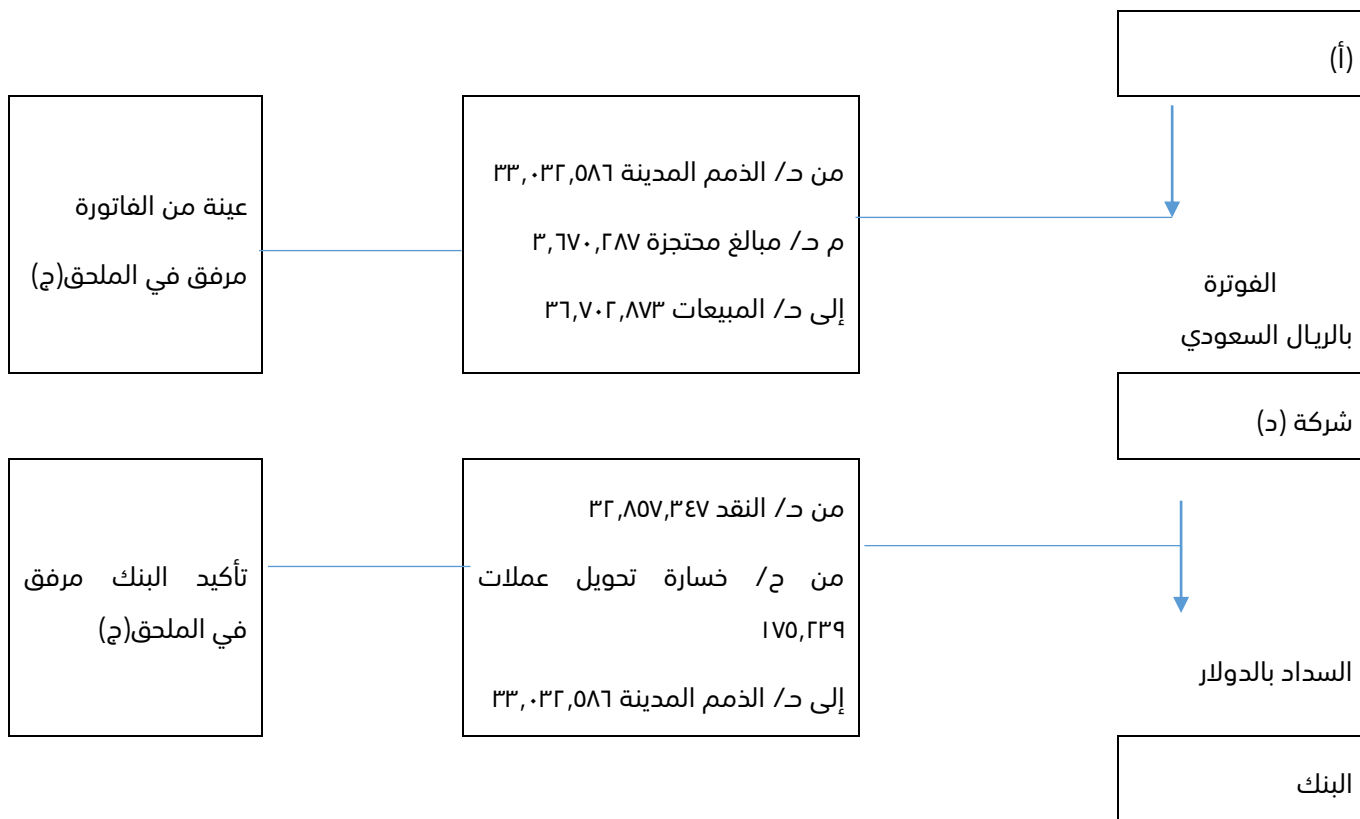 (أ)
من حـ/ الذمم المدينة ٣٣,٠٣٢,٥٨٦
م حـ/ مبالغ محتجزة ٣,٦٧٠,٢٨٧
إلى حـ/ المبيعات ٣٦,٧٠٢,٨٧٣
عينة من الفاتورة
مرفق في الملحق(ج)
الفوترة
بالريال السعودي
شركة (د)
من حـ/ النقد ٣٢,٨٥٧,٣٤٧
من ح/ خسارة تحويل عملات
١٧٥,٢٣٩
إلى حـ/ الذمم المدينة ٣٣,٠٣٢,٥٨٦
تأكيد البنك مرفق
في الملحق(ج)
السداد بالدولار
البنك